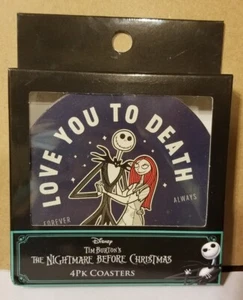 LOVE YOU TO DEATH
FOREVER
ALWAYS
Disney
TIM BURTON'S
THE NIGHTMARE BEFORE CHRISTMAS
4PK COASTERS